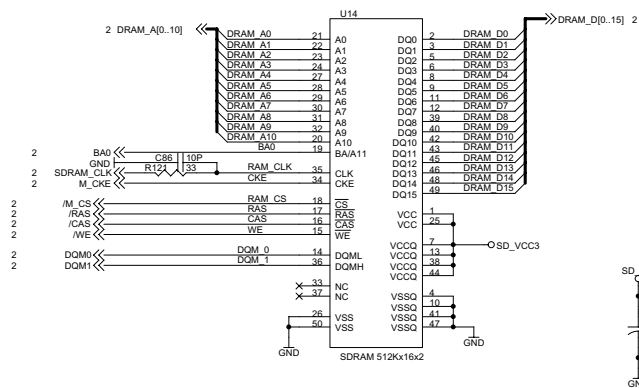 U14
2 DRAM_A[0..10]
DRAM_D[0..15] 2
DRAM_A0 21 A0 DQ0 2 DRAM_D0
DRAM_A1 22 A1 DQ1 3 DRAM_D1
DRAM_A2 23 A2 DQ2 5 DRAM_D2
DRAM_A3 24 A3 DQ3 6 DRAM_D3
DRAM_A4 27 A4 DQ4 8 DRAM_D4
DRAM_A5 28 A5 DQ5 9 DRAM_D5
DRAM_A6 29 A6 DQ6 11 DRAM_D6
DRAM_A7 30 A7 DQ7 12 DRAM_D7
DRAM_A8 31 A8 DQ8 39 DRAM_D8
DRAM_A9 32 A9 DQ9 40 DRAM_D9
DRAM_A10 20 A10 DQ10 42 DRAM_D10
2 BA0 BA0 19 BA/A11 DQ11 43 DRAM_D11
GND C86 10P DQ12 45 DRAM_D12
2 SDRAM_CLK R121 33 RAM_CLK 35 CLK DQ13 46 DRAM_D13
2 M_CKE CKE 34 CKE DQ14 48 DRAM_D14
DQ15 49 DRAM_D15
2 /M_CS RAM_CS 18 CS
2 /RAS RAS 17 RAS VCC 1
2 /CAS CAS 16 CAS VCC 25
2 /WE WE 15 WE
VCCQ 7 SD_VCC3
2 DQM0 DQM_0 14 DQML VCCQ 13
2 DQM1 DQM_1 36 DQMH VCCQ 38
VCCQ 44
33 NC
37 NC VSSQ 4
VSSQ 10
26 VSS VSSQ 41
50 VSS VSSQ 47
GND
GND
SDRAM 512Kx16x2
SD_